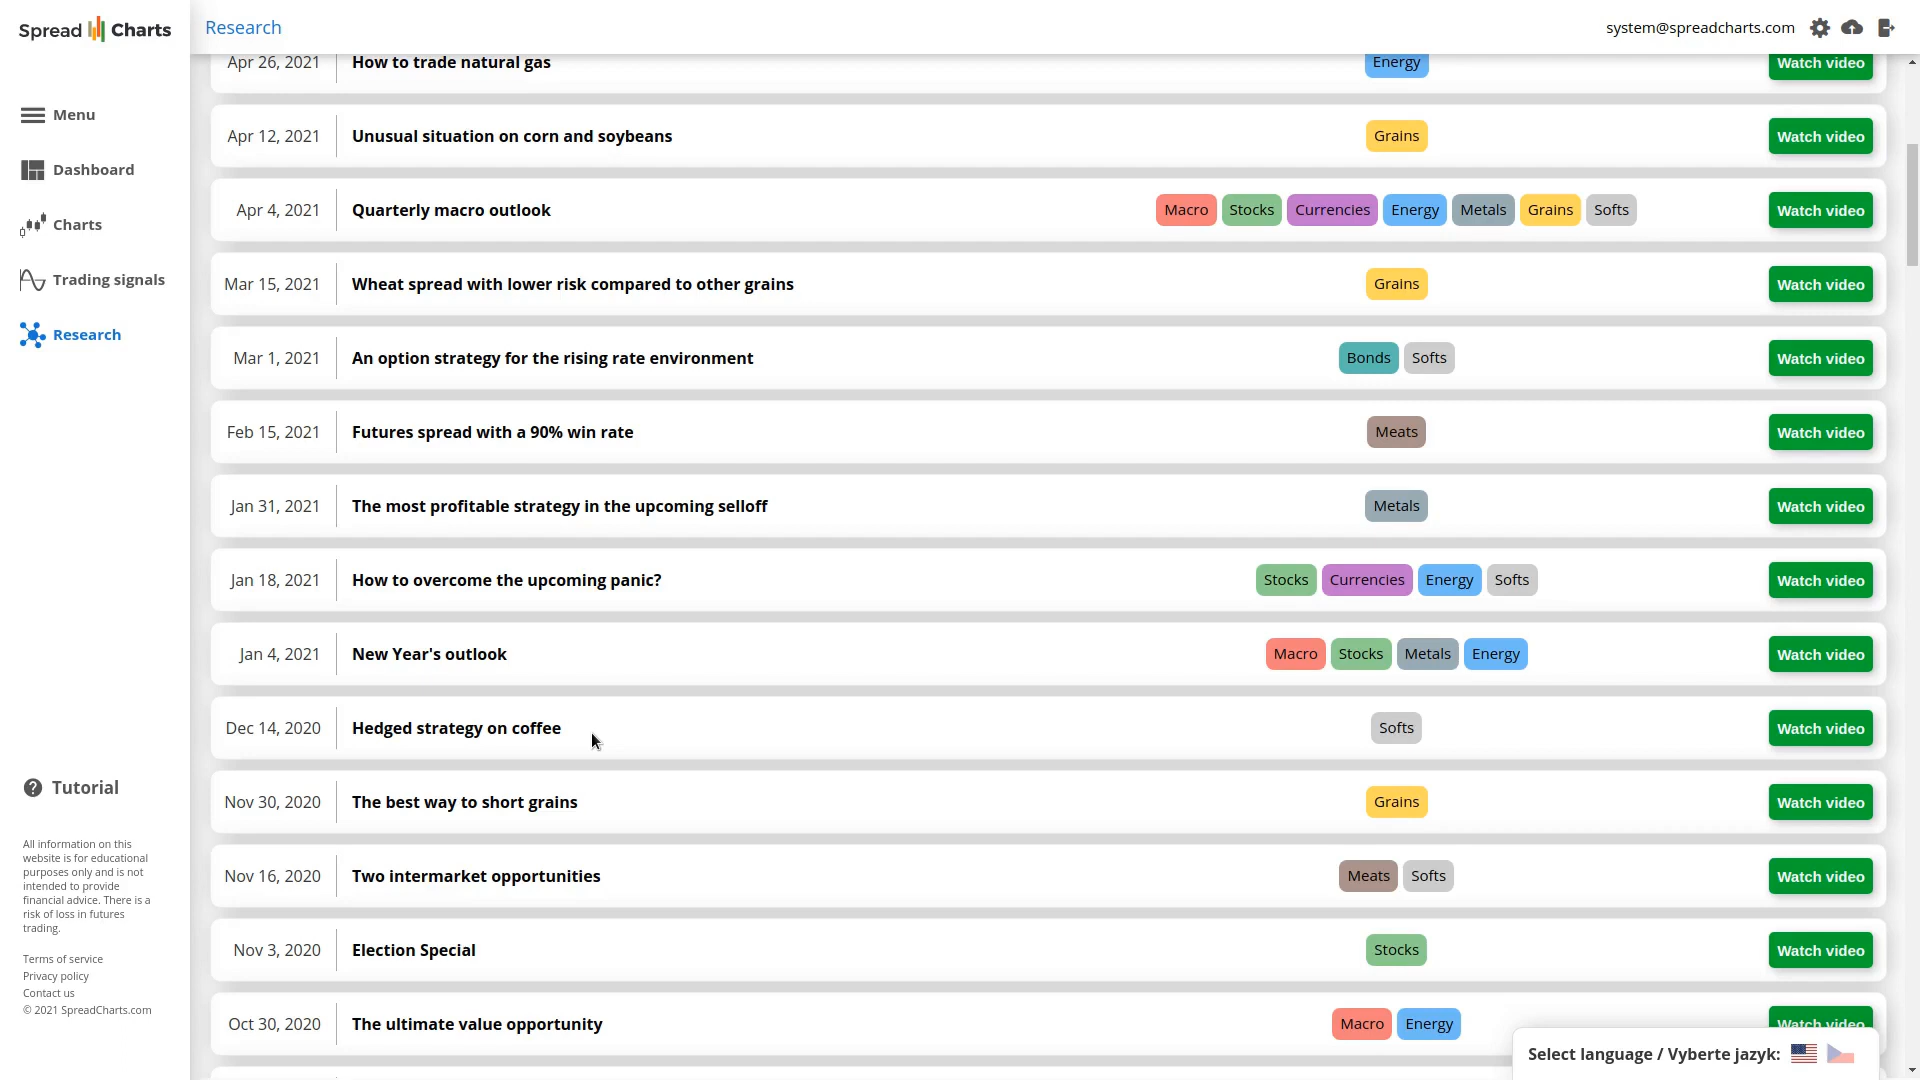 Spread Charts
Research
system@spreadcharts.com
Menu
Dashboard
Charts
Trading signals
Research
Apr 26, 2021 How to trade natural gas Energy Watch video
Apr 12, 2021 Unusual situation on corn and soybeans Grains Watch video
Apr 4, 2021 Quarterly macro outlook Macro Stocks Currencies Energy Metals Grains Softs Watch video
Mar 15, 2021 Wheat spread with lower risk compared to other grains Grains Watch video
Mar 1, 2021 An option strategy for the rising rate environment Bonds Softs Watch video
Feb 15, 2021 Futures spread with a 90% win rate Meats Watch video
Jan 31, 2021 The most profitable strategy in the upcoming selloff Metals Watch video
Jan 18, 2021 How to overcome the upcoming panic? Stocks Currencies Energy Softs Watch video
Jan 4, 2021 New Year's outlook Macro Stocks Metals Energy Watch video
Dec 14, 2020 Hedged strategy on coffee Softs Watch video
Nov 30, 2020 The best way to short grains Grains Watch video
Nov 16, 2020 Two intermarket opportunities Meats Softs Watch video
Nov 3, 2020 Election Special Stocks Watch video
Oct 30, 2020 The ultimate value opportunity Macro Energy Watch video
Tutorial
All information on this
website is for educational
purposes only and is not
intended to provide
financial advice. There is a
risk of loss in futures
trading.
Terms of service
Privacy policy
Contact us
© 2021 SpreadCharts.com
Select language / Vyberte jazyk: